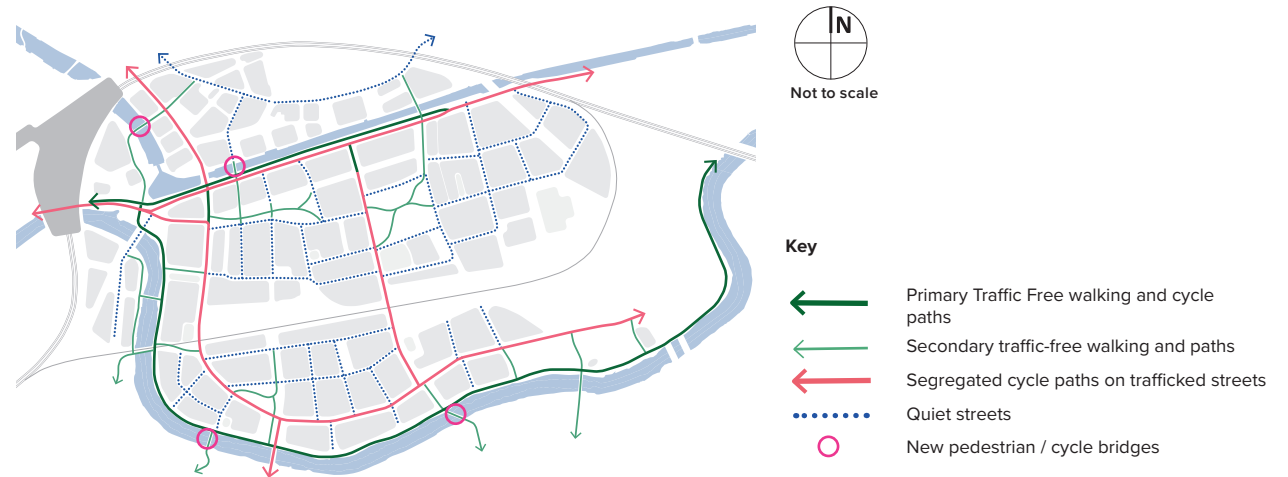 N
Not to scale
Key
Primary Traffic Free walking and cycle
paths
Secondary traffic-free walking and paths
Segregated cycle paths on trafficked streets
Quiet streets
New pedestrian / cycle bridges